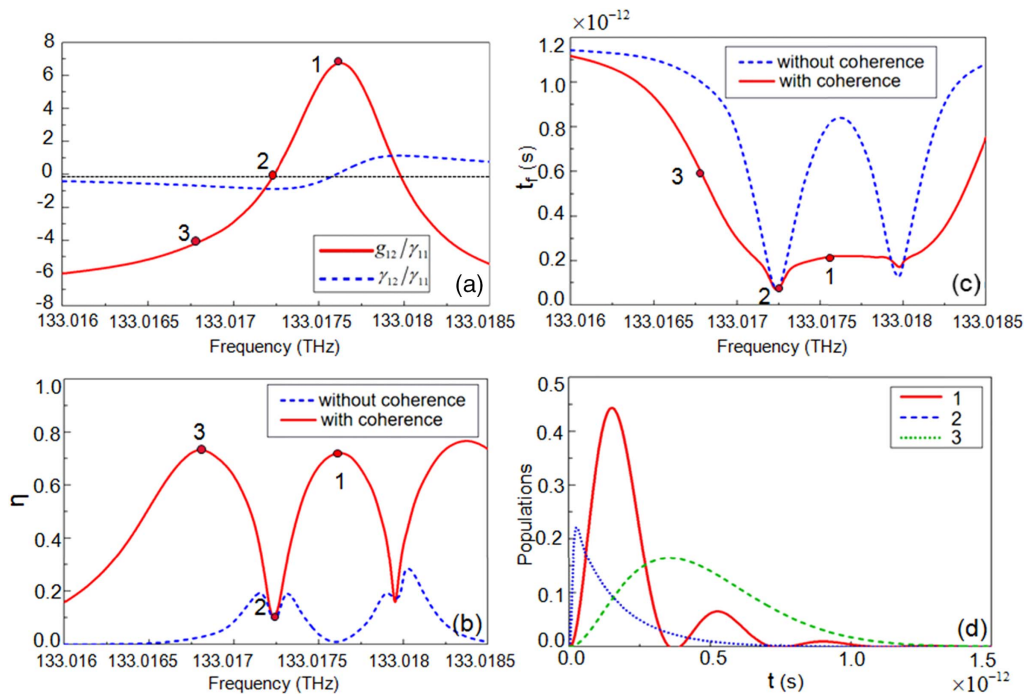 8
6
4
2
0
-2
-4
-6
-8
1
2
3
g₁₂/γ₁₁
γ₁₂/γ₁₁
(a)
133.016 133.0165 133.017 133.0175 133.018 133.0185
Frequency (THz)
×10⁻¹²
1.2
1.0
0.8
0.6
0.4
0.2
0.0
t_f (s)
without coherence
with coherence
3
2
1
(c)
133.016 133.0165 133.017 133.0175 133.018 133.0185
Frequency (THz)
1.0
0.8
0.6
0.4
0.2
0.0
η
without coherence
with coherence
3
1
2
(b)
133.016 133.0165 133.017 133.0175 133.018 133.0185
Frequency (THz)
0.5
0.4
0.3
0.2
0.1
0.0
Populations
1
2
3
(d)
0.0 0.5 1.0 1.5
t (s)
×10⁻¹²